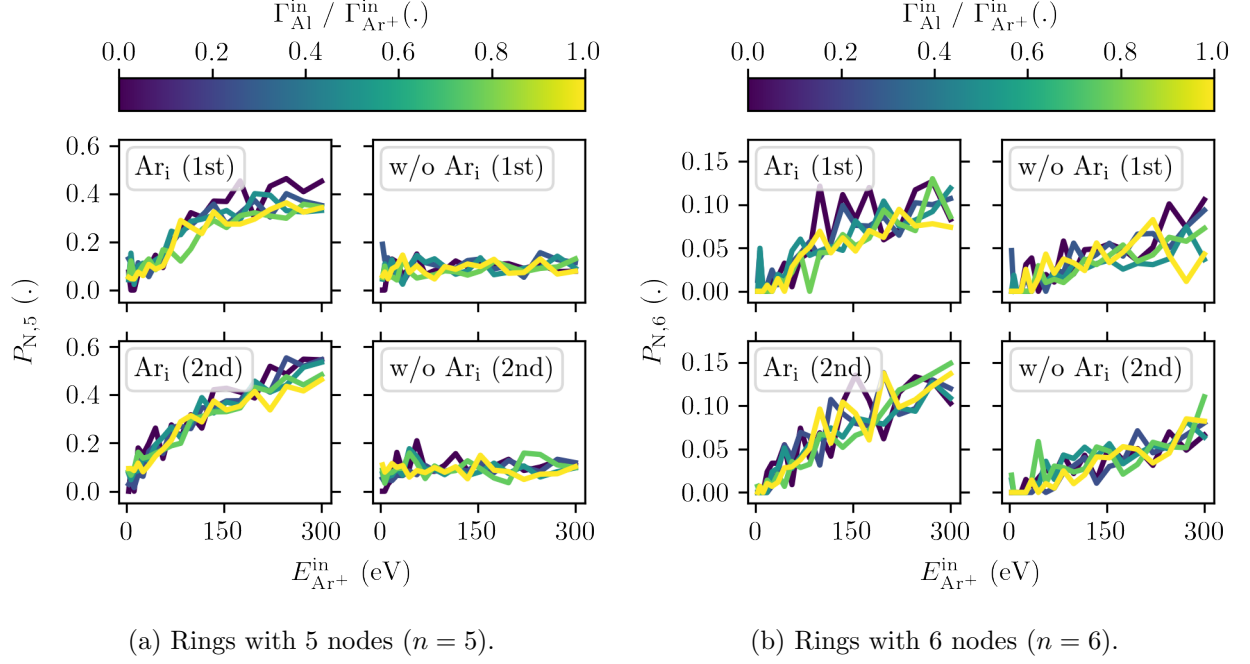 Γ^in_Al / Γ^in_Ar+(.)
0.0 0.2 0.4 0.6 0.8 1.0
0.6 0.4 0.2 0.0
Ar_i (1st)
w/o Ar_i (1st)
0.6 0.4 0.2 0.0
Ar_i (2nd)
w/o Ar_i (2nd)
P_N,5 (.)
0 150 300 0 150 300
E^in_Ar+ (eV)
(a) Rings with 5 nodes (n = 5).
Γ^in_Al / Γ^in_Ar+(.)
0.0 0.2 0.4 0.6 0.8 1.0
0.15 0.10 0.05 0.00
Ar_i (1st)
w/o Ar_i (1st)
0.15 0.10 0.05 0.00
Ar_i (2nd)
w/o Ar_i (2nd)
P_N,6 (.)
0 150 300 0 150 300
E^in_Ar+ (eV)
(b) Rings with 6 nodes (n = 6).